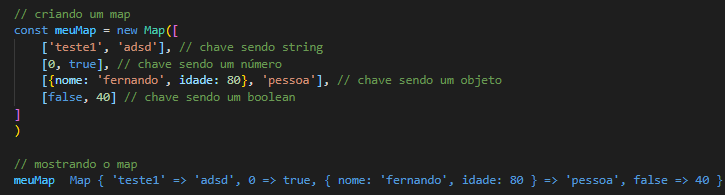 // criando um map
const meuMap = new Map([
    ['teste1', 'adsd'], // chave sendo string
    [0, true], // chave sendo um número
    [{nome: 'fernando', idade: 80}, 'pessoa'], // chave sendo um objeto
    [false, 40] // chave sendo um boolean
]
)
// mostrando o map
meuMap  Map { 'teste1' => 'adsd', 0 => true, { nome: 'fernando', idade: 80 } => 'pessoa', false => 40 }